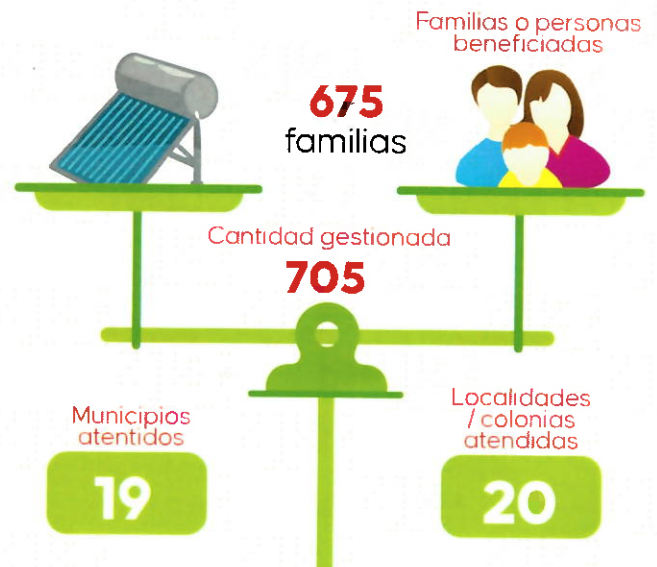 Familias o personas
beneficiadas
675
familias
Cantidad gestionada
705
Municipios
atentidos
19
Localidades
/ colonias
atendidas
20